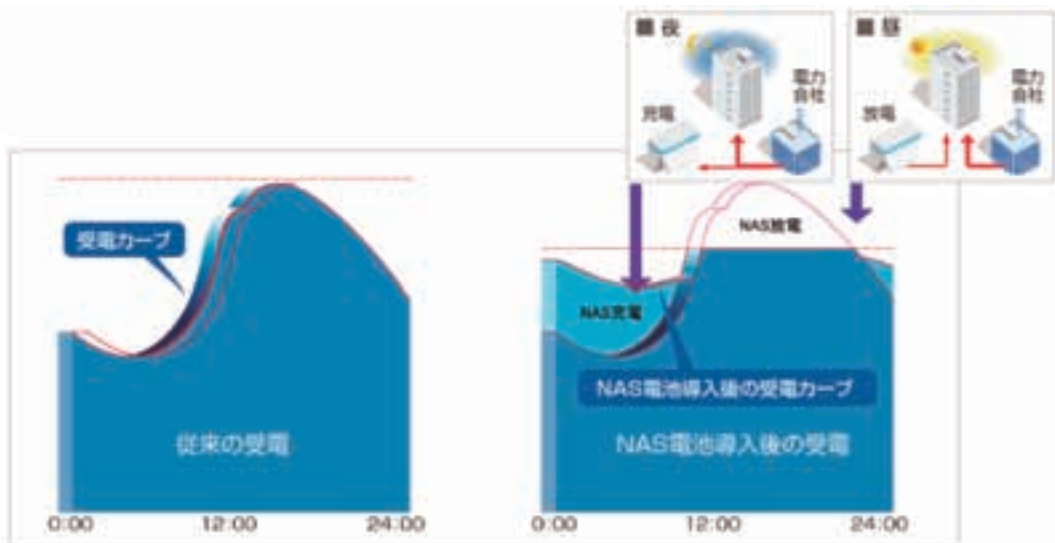 ■ 夜
電力
会社
充電
■ 昼
電力
会社
放電
受電カーブ
従来の受電
0:00 12:00 24:00
NAS放電
NAS充電
NAS電池導入後の受電カーブ
NAS電池導入後の受電
0:00 12:00 24:00